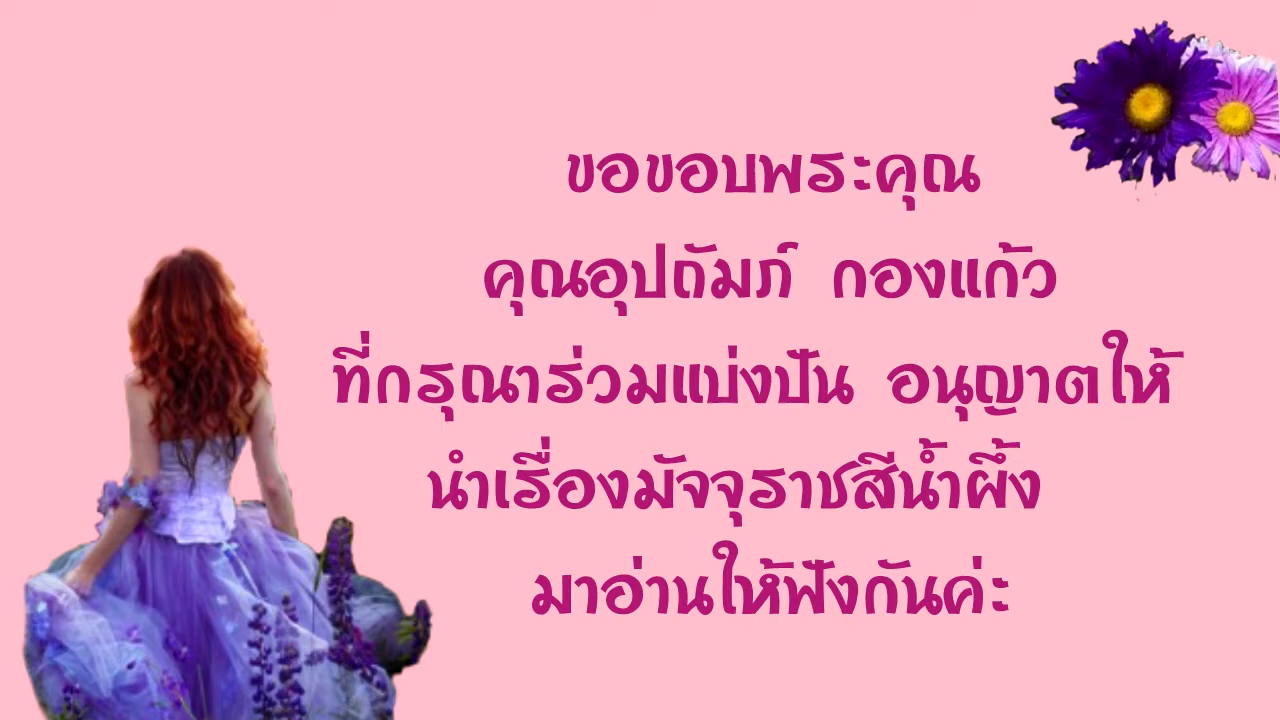 ขอขอบพระคุณ
คุณอุปถัมภ์ กองแก้ว
ที่กรุณาร่วมแบ่งปัน อนุญาตให้
นำเรื่องมัจจุราชสีน้ำผึ้ง
มาอ่านให้ฟังกันค่ะ